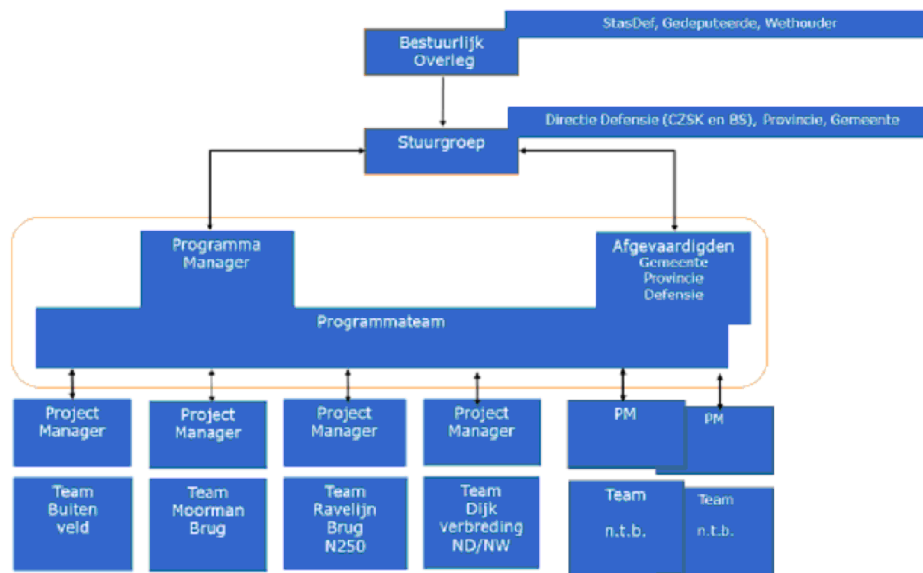 StasDef, Gedeputeerde, Wethouder
Bestuurlijk
Overleg
Directie Defensie (CZSK en BS), Provincie, Gemeente
Stuurgroep
Programma
Manager
Afgevaardigden
Gemeente
Provincie
Defensie
Programmateam
Project
Manager
Project
Manager
Project
Manager
Project
Manager
PM
PM
Team
Buiten
veld
Team
Moorman
Brug
Team
Ravelijn
Brug
N250
Team
Dijk
verbreding
ND/NW
Team
n.t.b.
Team
n.t.b.